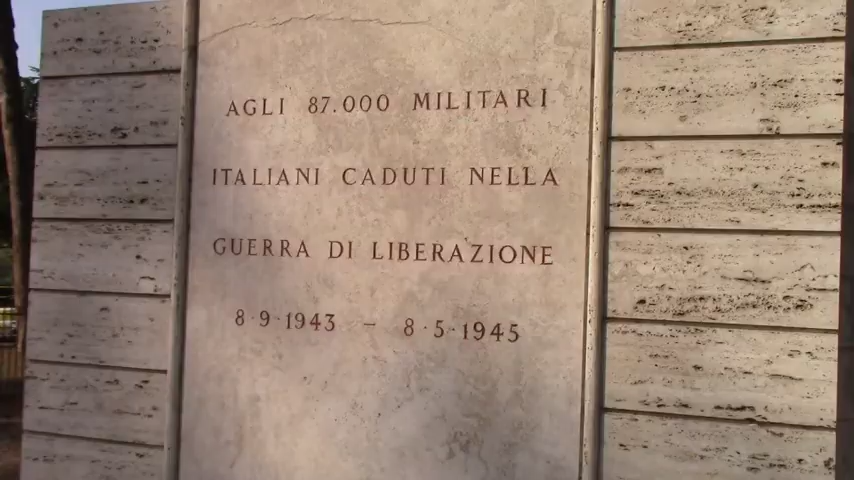 AGLI 87.000 MILITARI
ITALIANI CADUTI NELLA
GUERRA DI LIBERAZIONE
8·9·1943 – 8·5·1945